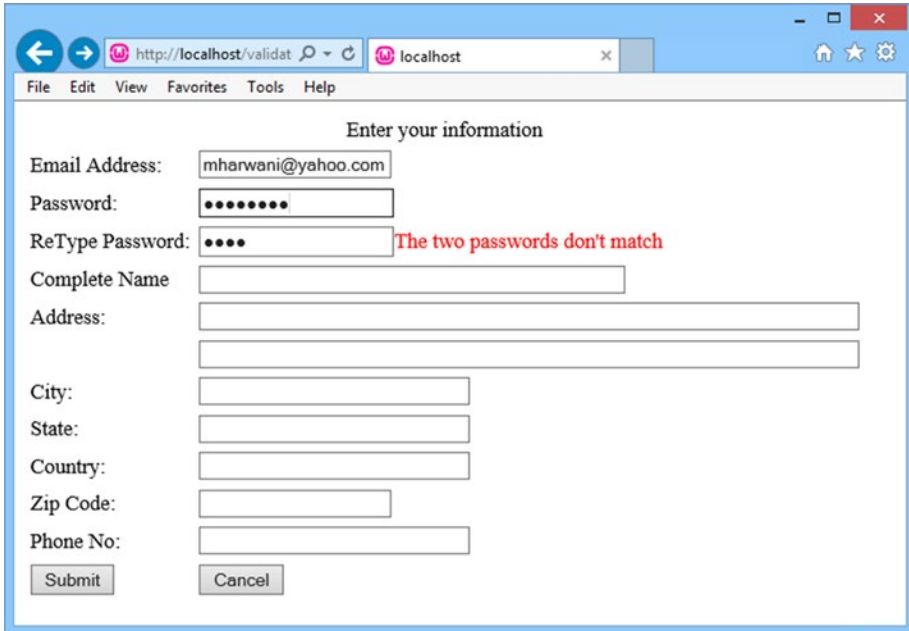 http://localhost/validat
localhost
File Edit View Favorites Tools Help
Enter your information
Email Address: mharwani@yahoo.com
Password: ●●●●●●●●
ReType Password: ●●●● The two passwords don't match
Complete Name
Address:
City:
State:
Country:
Zip Code:
Phone No:
Submit Cancel